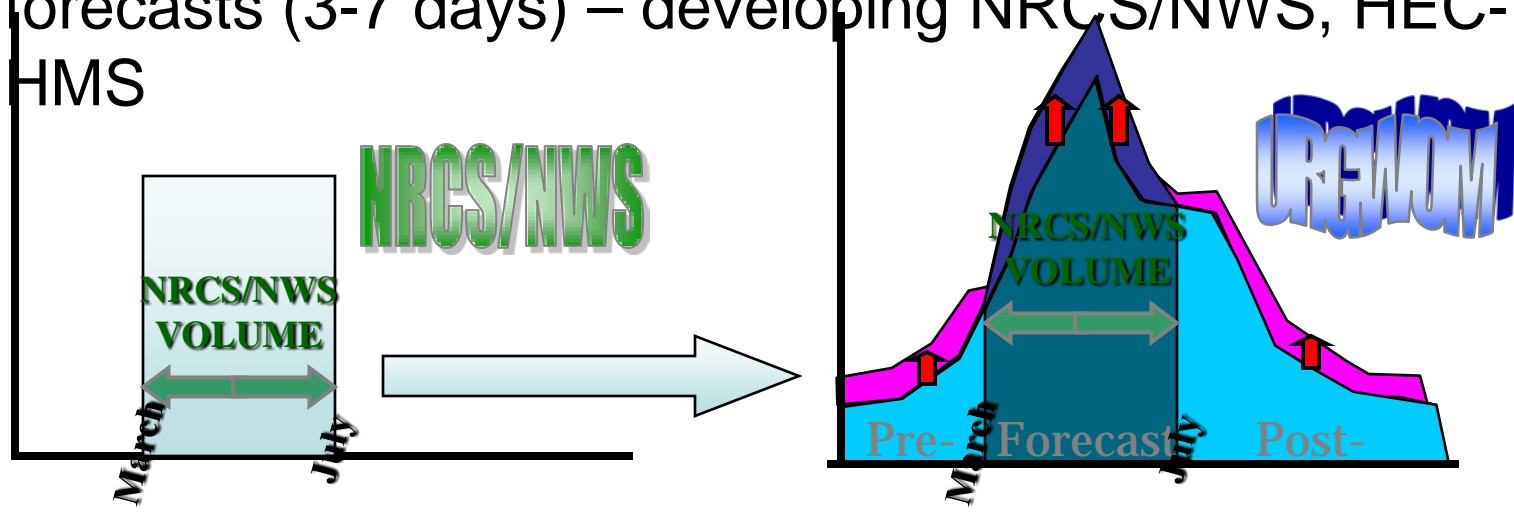 forecasts (3-7 days) – developing NRCS/NWS, HEC-
HMS
NRCS/NWS
NRCS/NWS
VOLUME
March
July
URGWOM
NRCS/NWS
VOLUME
Pre-
Forecast
Post-
March
July